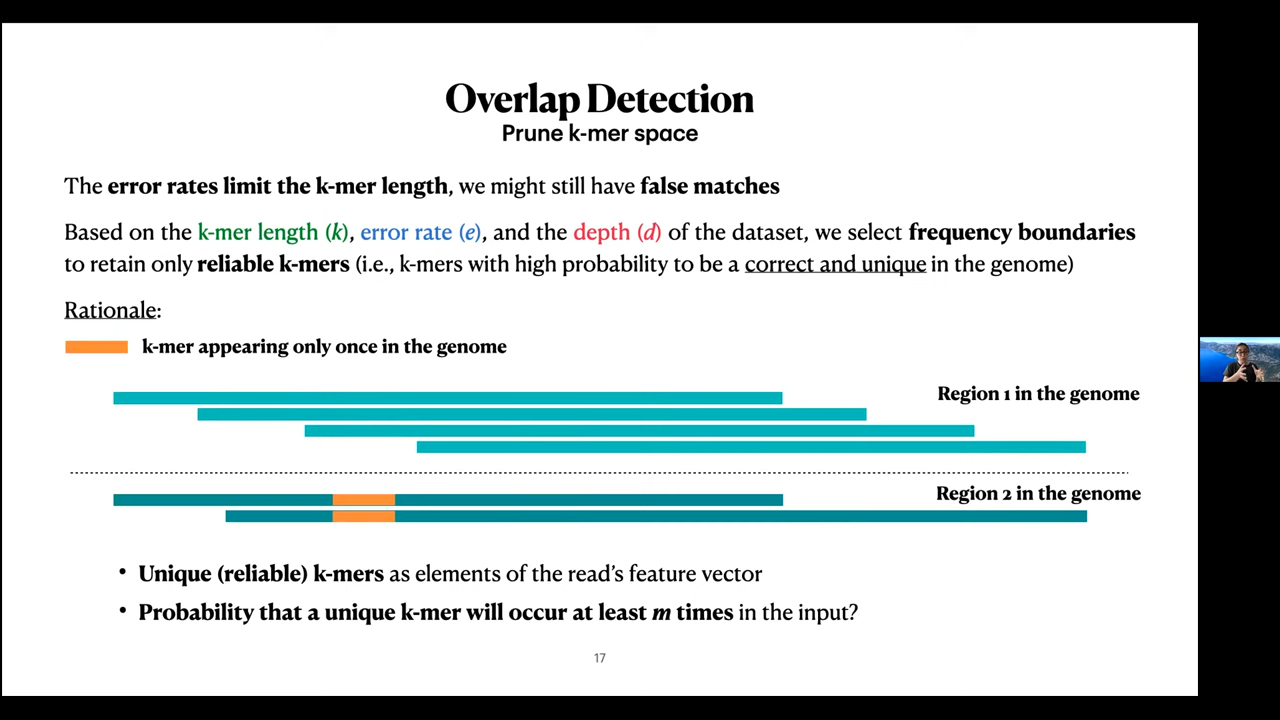 Overlap Detection
Prune k-mer space
The error rates limit the k-mer length, we might still have false matches
Based on the k-mer length (k), error rate (e), and the depth (d) of the dataset, we select frequency boundaries
to retain only reliable k-mers (i.e., k-mers with high probability to be a correct and unique in the genome)
Rationale:
k-mer appearing only once in the genome
Region 1 in the genome
Region 2 in the genome
• Unique (reliable) k-mers as elements of the read's feature vector
• Probability that a unique k-mer will occur at least m times in the input?
17